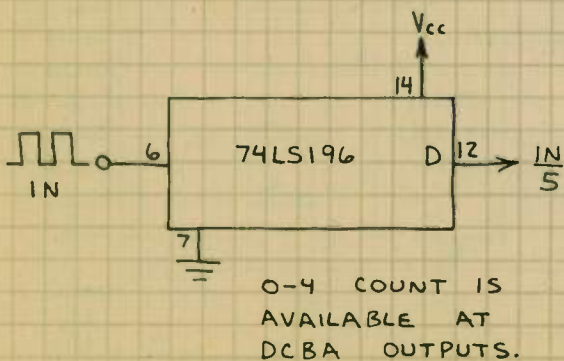 Vcc
14
6
74LS196
D
12
IN
5
IN
7
0-4 COUNT IS
AVAILABLE AT
DCBA OUTPUTS.